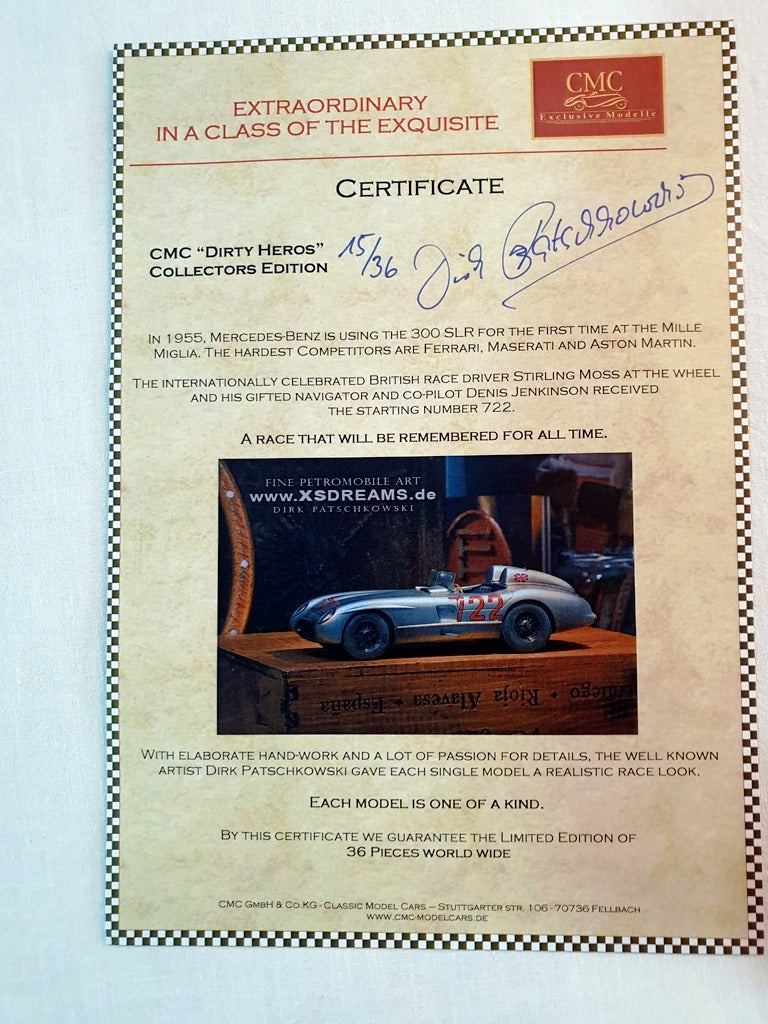 EXTRAORDINARY
IN A CLASS OF THE EXQUISITE
CMC
Exclusive Modelle
CERTIFICATE
CMC "DIRTY HEROS"
COLLECTORS EDITION
15/36
Dirk Patschkowski
IN 1955, MERCEDES-BENZ IS USING THE 300 SLR FOR THE FIRST TIME AT THE MILLE
MIGLIA. THE HARDEST COMPETITORS ARE FERRARI, MASERATI AND ASTON MARTIN.
THE INTERNATIONALLY CELEBRATED BRITISH RACE DRIVER STIRLING MOSS AT THE WHEEL
AND HIS GIFTED NAVIGATOR AND CO-PILOT DENIS JENKINSON RECEIVED
THE STARTING NUMBER 722.
A RACE THAT WILL BE REMEMBERED FOR ALL TIME.
FINE PETROMOBILE ART
www.XSDREAMS.de
DIRK PATSCHKOWSKI
722
Rioja Alavesa • España
WITH ELABORATE HAND-WORK AND A LOT OF PASSION FOR DETAILS, THE WELL KNOWN
ARTIST DIRK PATSCHKOWSKI GAVE EACH SINGLE MODEL A REALISTIC RACE LOOK.
EACH MODEL IS ONE OF A KIND.
BY THIS CERTIFICATE WE GUARANTEE THE LIMITED EDITION OF
36 PIECES WORLD WIDE
CMC GMBH & CO.KG - CLASSIC MODEL CARS – STUTTGARTER STR. 106 - 70736 FELLBACH
WWW.CMC-MODELCARS.DE